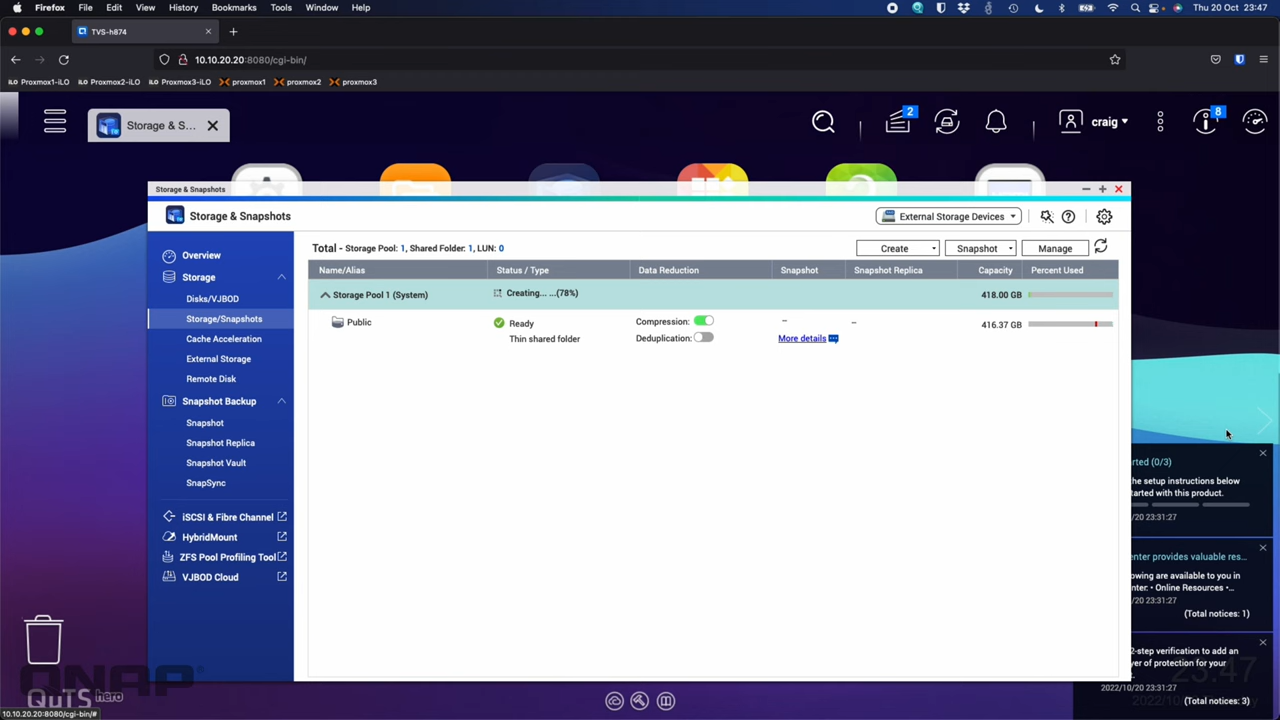 Firefox File Edit View History Bookmarks Tools Window Help Thu 20 Oct 23:47
TVS-h874
10.10.20.20:8080/cgi-bin/
iLO Proxmox1-iLO iLO Proxmox2-iLO iLO Proxmox3-iLO proxmox1 proxmox2 proxmox3
Storage & S... 2 craig 8
Storage & Snapshots
Storage & Snapshots External Storage Devices
Overview
Storage
Disks/VJBOD
Storage/Snapshots
Cache Acceleration
External Storage
Remote Disk
Snapshot Backup
Snapshot
Snapshot Replica
Snapshot Vault
SnapSync
iSCSI & Fibre Channel
HybridMount
ZFS Pool Profiling Tool
VJBOD Cloud
Total - Storage Pool: 1, Shared Folder: 1, LUN: 0 Create Snapshot Manage
Name/Alias Status / Type Data Reduction Snapshot Snapshot Replica Capacity Percent Used
Storage Pool 1 (System) Creating... ...(78%) 418.00 GB
Public Ready Compression: -- -- 416.37 GB
Thin shared folder Deduplication: More details
rted (0/3)
he setup instructions below
tarted with this product.
/20 23:31:27
enter provides valuable res...
owing are available to you in
nter: • Online Resources •...
/20 23:31:27
(Total notices: 1)
2-step verification to add an
yer of protection for your
2022/10/20 23:31:27
(Total notices: 3)
23:47
QNAP
QuTS hero
10.10.20.20:8080/cgi-bin/#